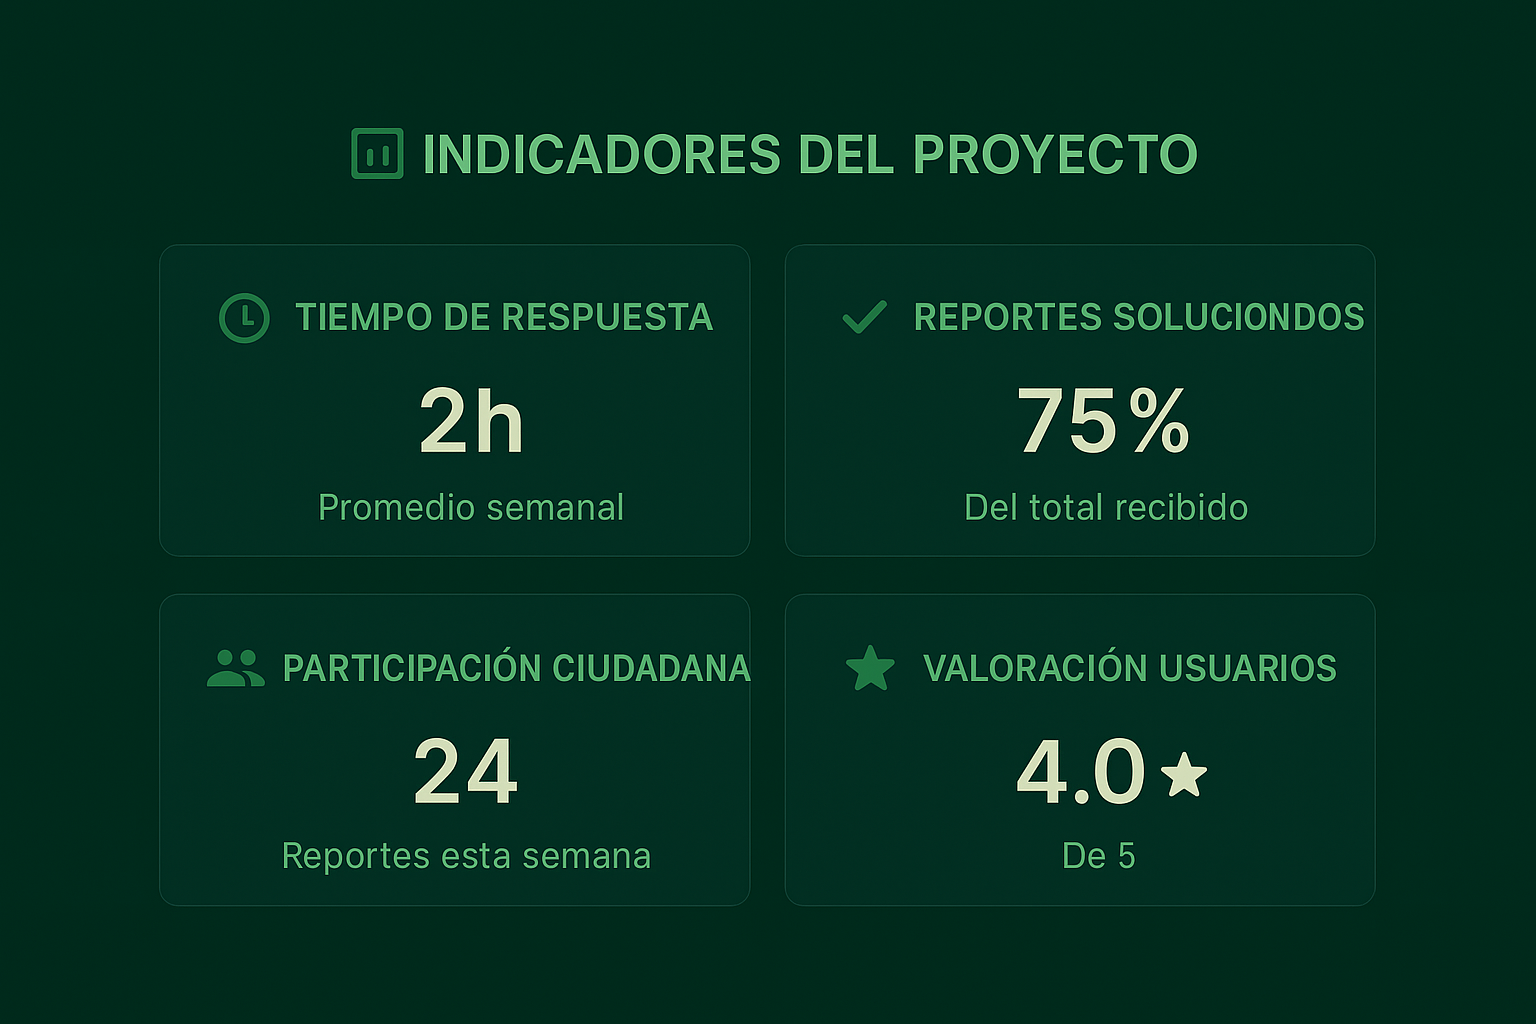 INDICADORES DEL PROYECTO
TIEMPO DE RESPUESTA
2h
Promedio semanal
REPORTES SOLUCIONDOS
75%
Del total recibido
PARTICIPACIÓN CIUDADANA
24
Reportes esta semana
VALORACIÓN USUARIOS
4.0★
De 5